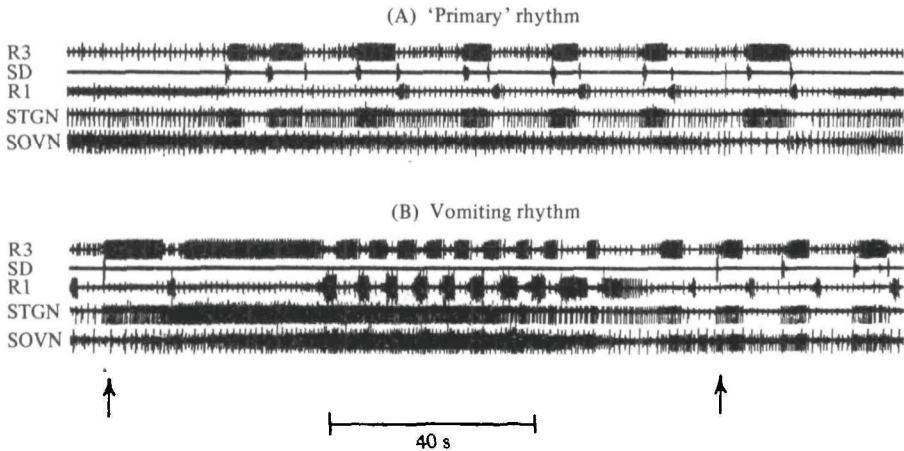 (A) 'Primary' rhythm
R3
SD
R1
STGN
SOVN
(B) Vomiting rhythm
R3
SD
R1
STGN
SOVN
40 s